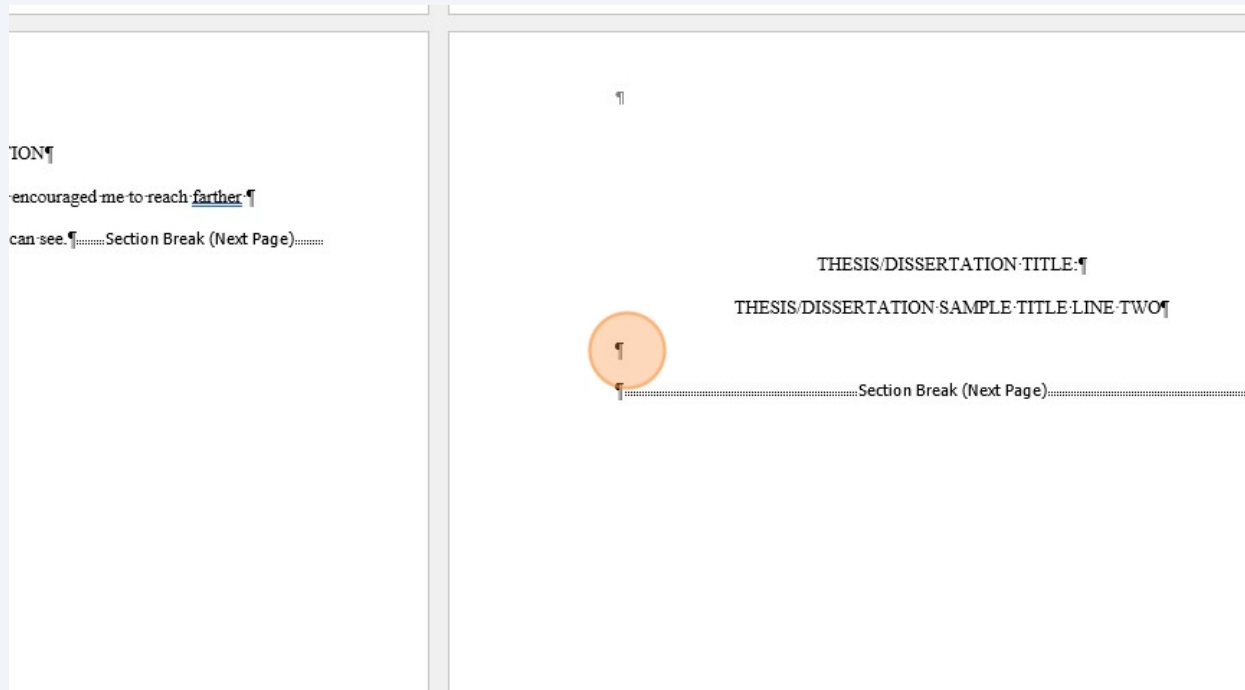 TION¶
encouraged·me·to·reach·farther·¶
can·see.¶.........Section Break (Next Page).........
¶
THESIS/DISSERTATION·TITLE:¶
THESIS/DISSERTATION·SAMPLE·TITLE·LINE·TWO¶
¶
¶.........Section Break (Next Page).........